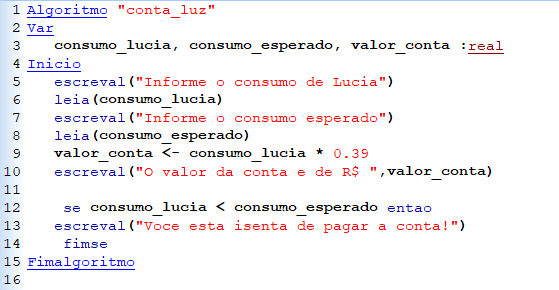 1 Algoritmo "conta_luz"
2 Var
3 consumo_lucia, consumo_esperado, valor_conta :real
4 Inicio
5 escreval("Informe o consumo de Lucia")
6 leia(consumo_lucia)
7 escreval("Informe o consumo esperado")
8 leia(consumo_esperado)
9 valor_conta <- consumo_lucia * 0.39
10 escreval("O valor da conta e de R$ ",valor_conta)
11
12 se consumo_lucia < consumo_esperado entao
13 escreval("Voce esta isenta de pagar a conta!")
14 fimse
15 Fimalgoritmo
16